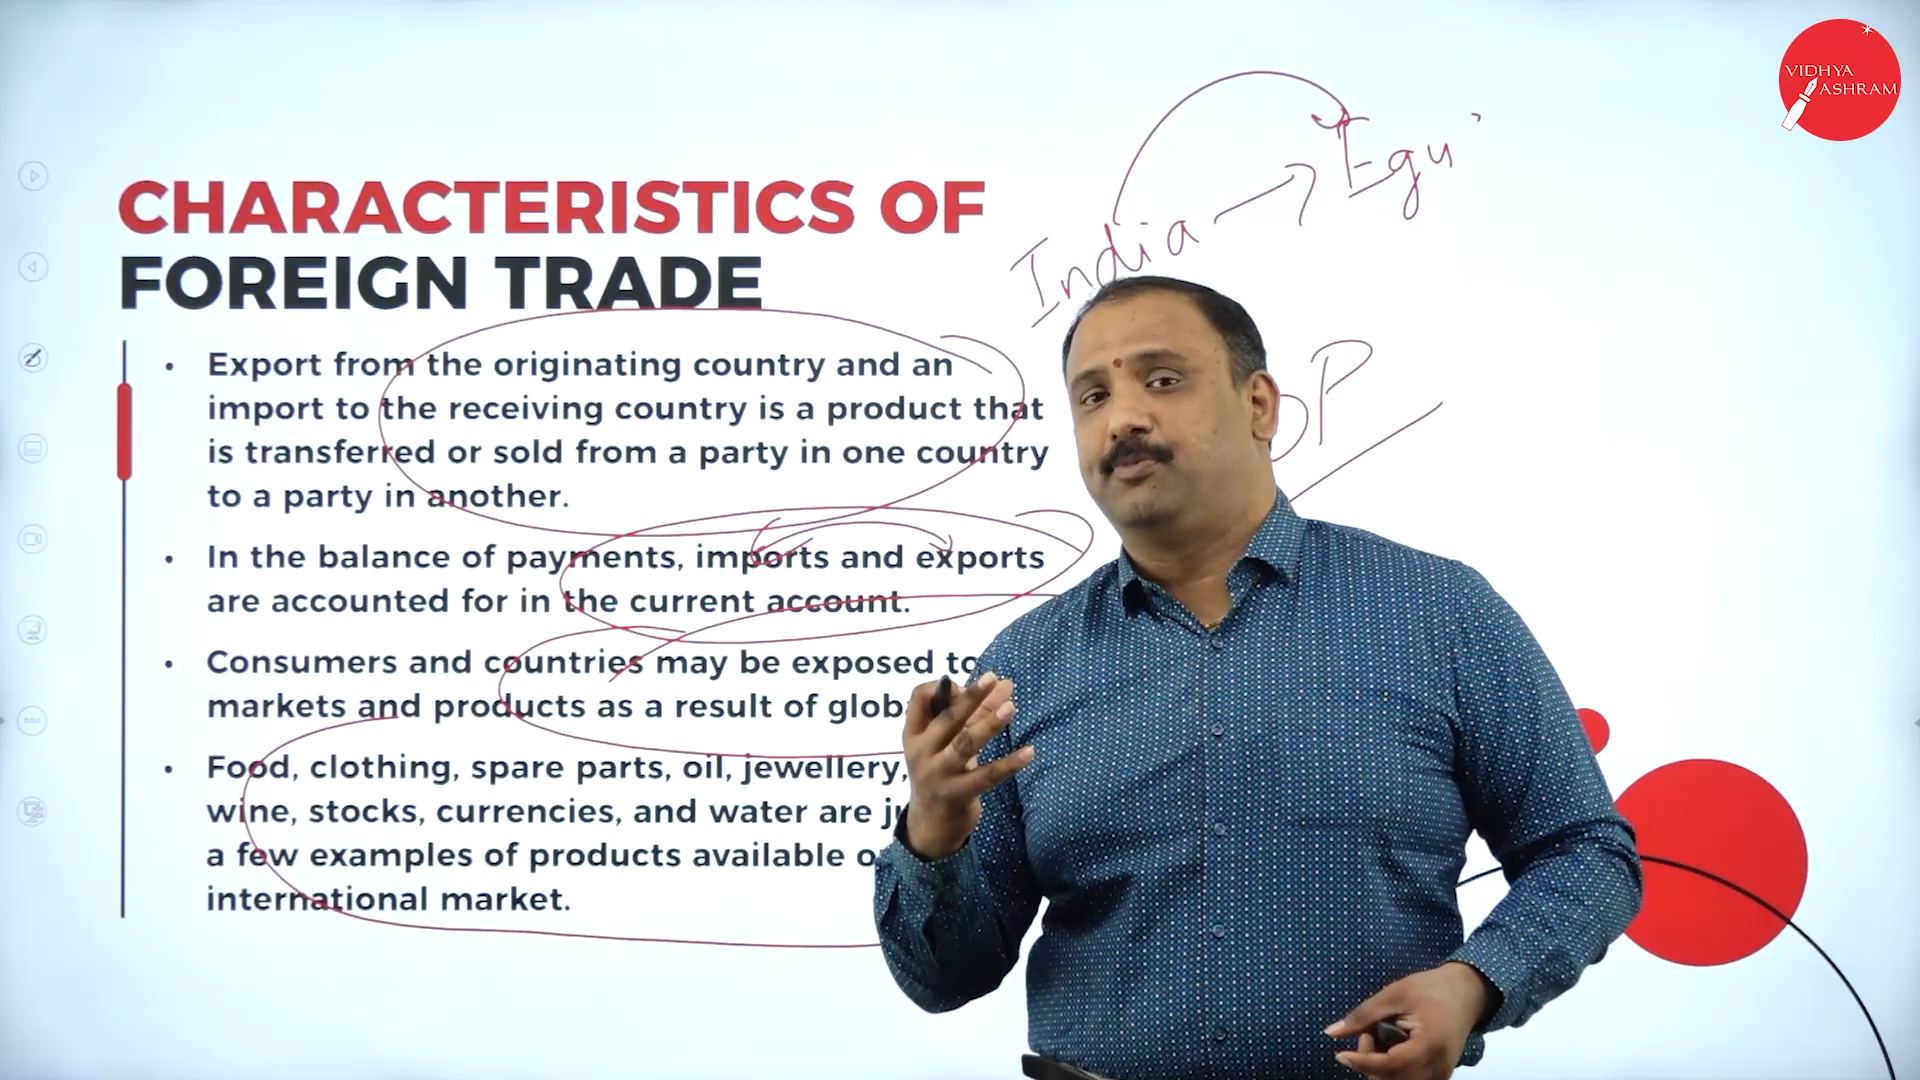 VIDHYA
ASHRAM
CHARACTERISTICS OF
FOREIGN TRADE
India
• Export from the originating country and an
import to the receiving country is a product that
is transferred or sold from a party in one country
to a party in another.
• In the balance of payments, imports and exports
are accounted for in the current account.
• Consumers and countries may be exposed to
markets and products as a result of
• Food, clothing, spare parts, oil, jewellery,
wine, stocks, currencies, and water are
a few examples of products available
international market.